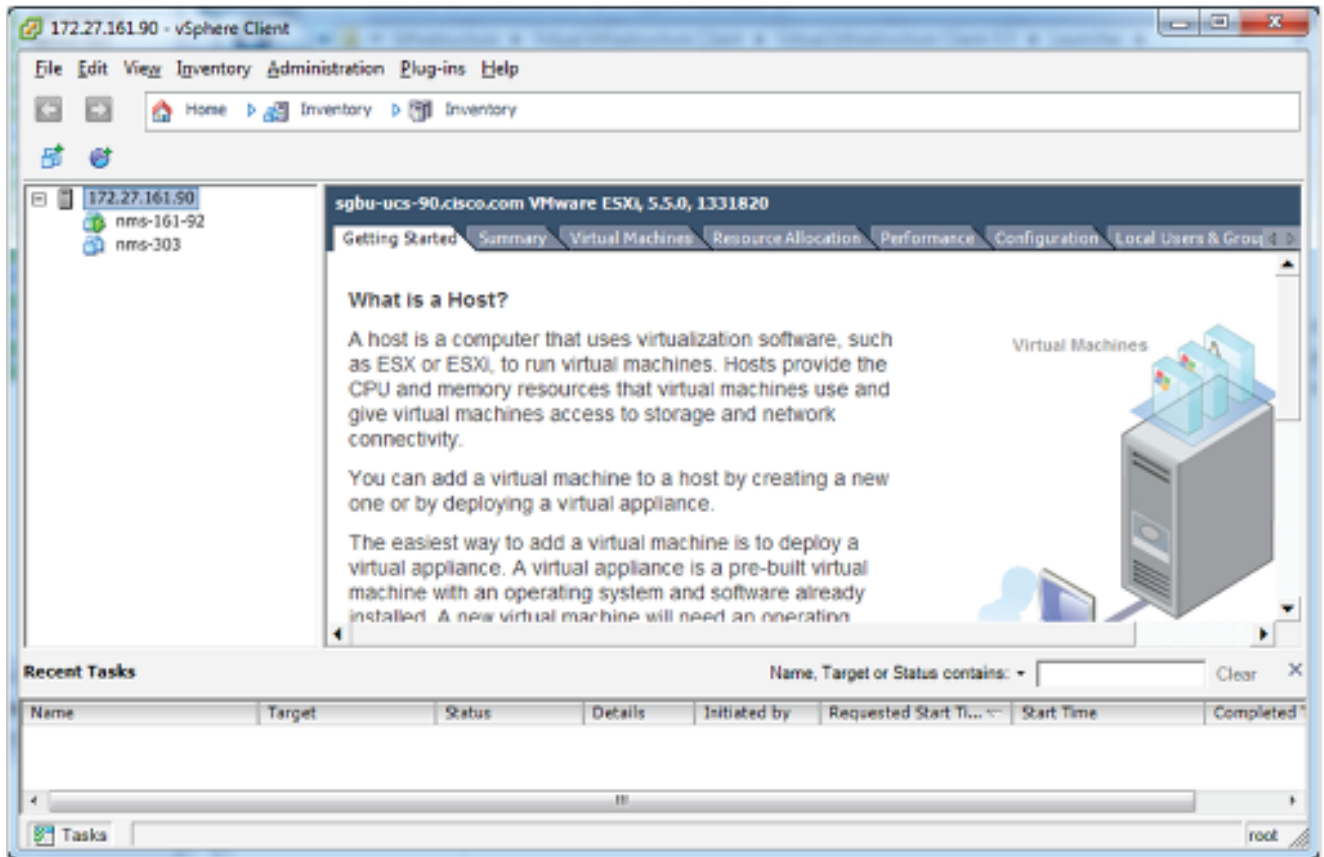 172.27.161.90 - vSphere Client
File Edit View Inventory Administration Plug-ins Help
Home Inventory Inventory
172.27.161.90
nms-161-92
nms-303
sgbu-ucs-90.cisco.com VMware ESXi, 5.5.0, 1331820
Getting Started Summary Virtual Machines Resource Allocation Performance Configuration Local Users & Group
What is a Host?
A host is a computer that uses virtualization software, such
as ESX or ESXi, to run virtual machines. Hosts provide the
CPU and memory resources that virtual machines use and
give virtual machines access to storage and network
connectivity.
You can add a virtual machine to a host by creating a new
one or by deploying a virtual appliance.
The easiest way to add a virtual machine is to deploy a
virtual appliance. A virtual appliance is a pre-built virtual
machine with an operating system and software already
installed. A new virtual machine will need an operating
Virtual Machines
Recent Tasks
Name, Target or Status contains:
Clear
Name Target Status Details Initiated by Requested Start Ti... Start Time Completed
Tasks
root